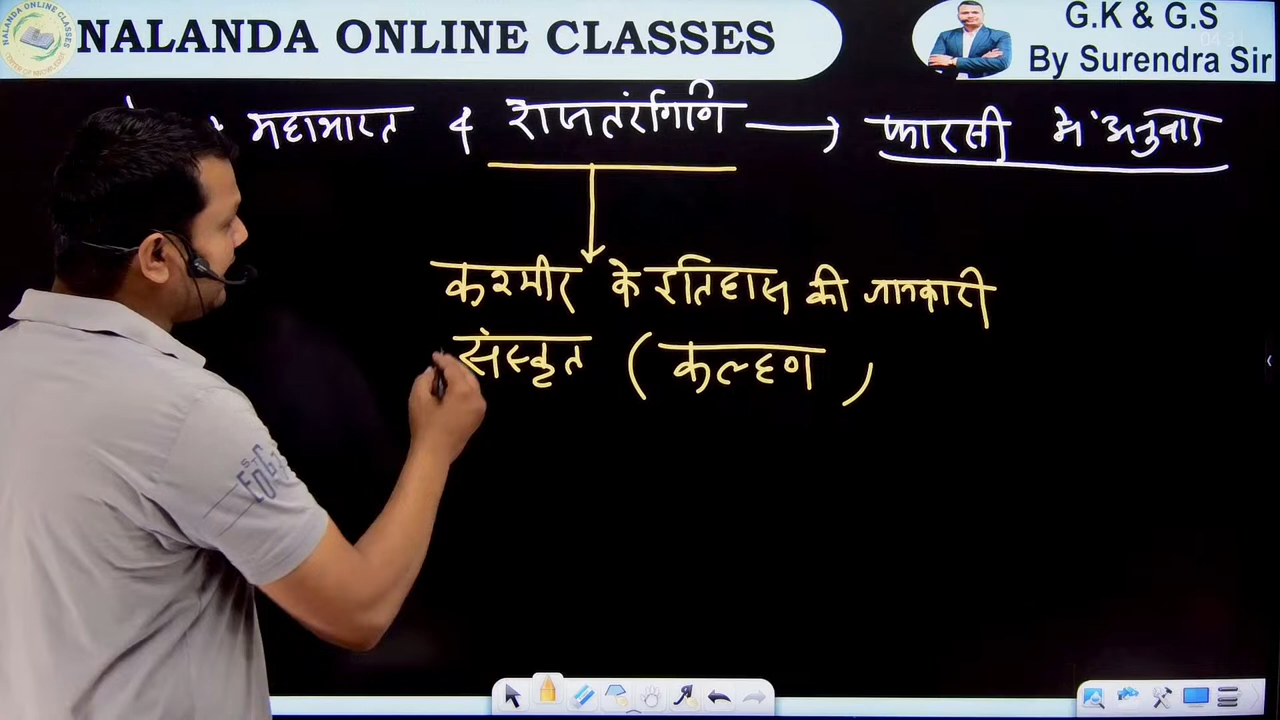 NALANDA ONLINE CLASSES
G.K & G.S
By Surendra Sir
महाभारत & राजतरंगिणि → फारसी में अनुवाद
कश्मीर के इतिहास की जानकारी
संस्कृत (कल्हण)